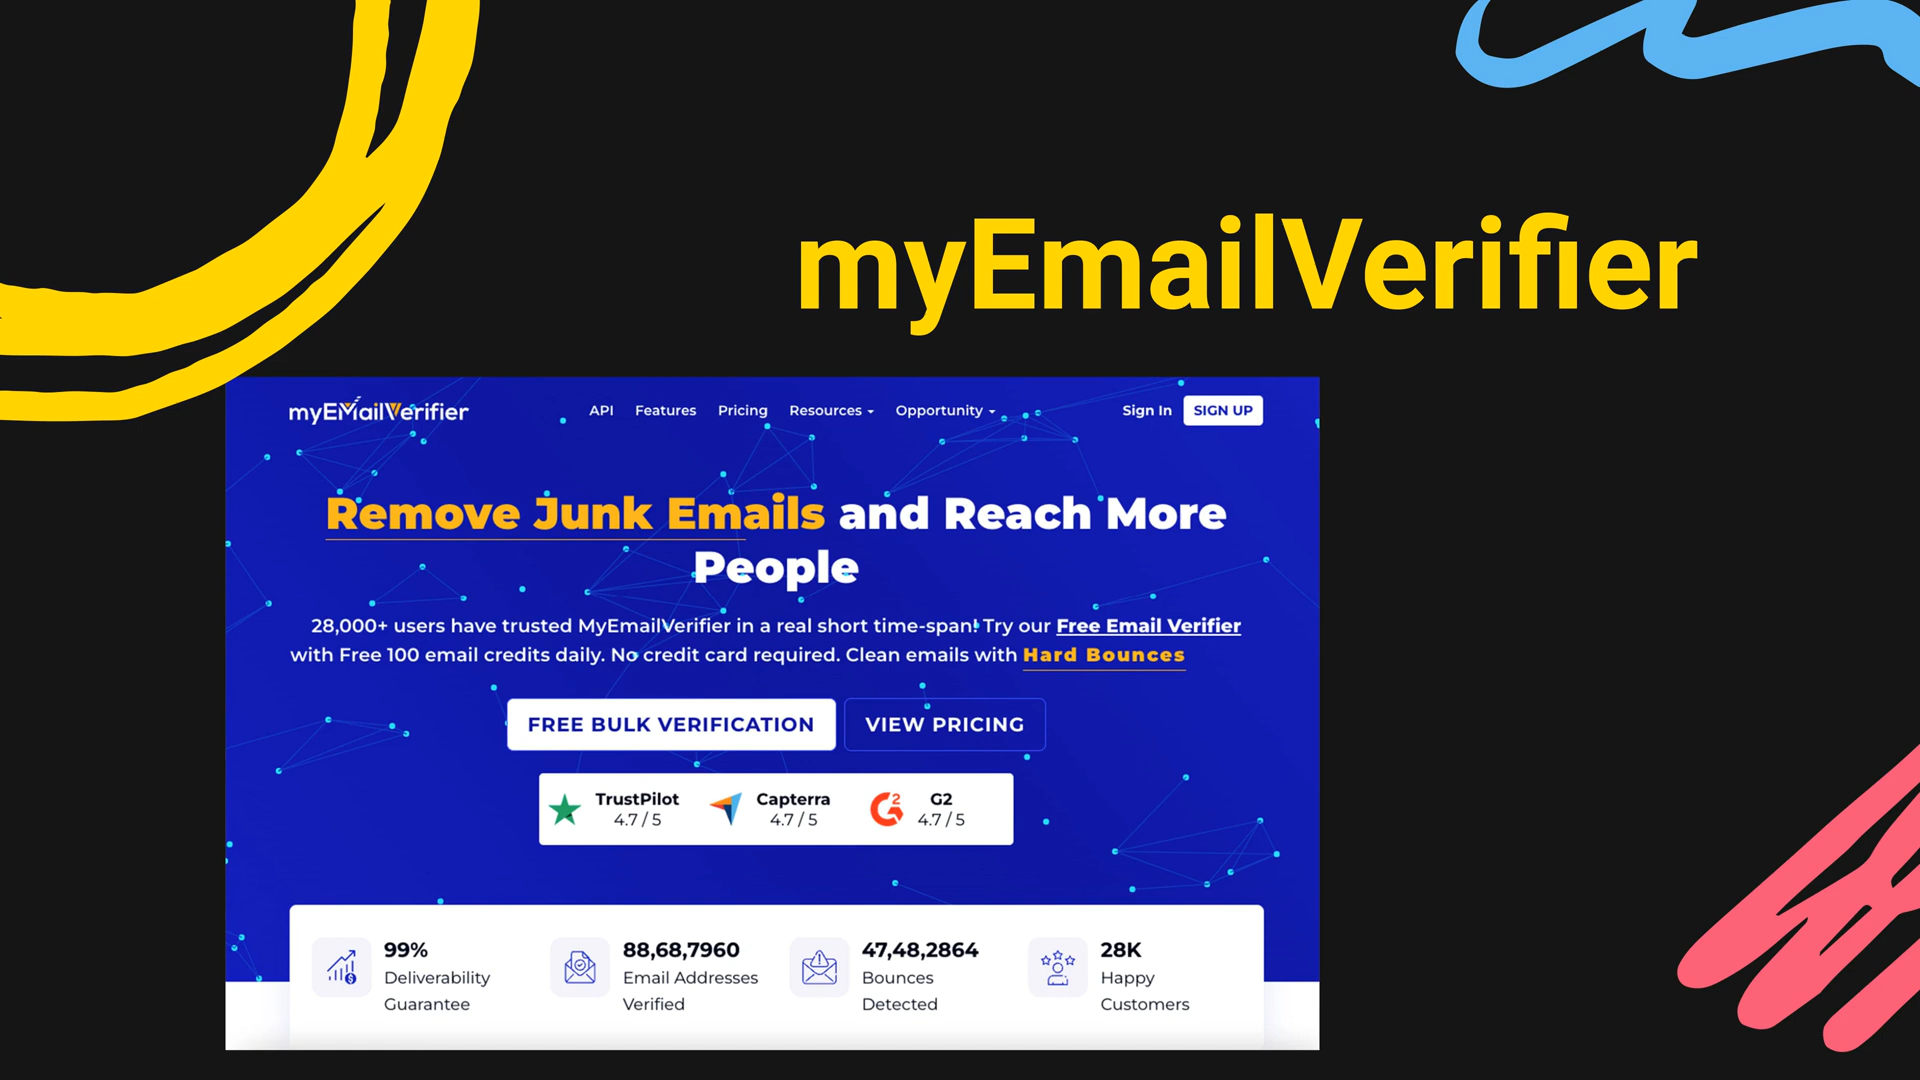 myEmailVerifier
myEMailVerifier
API Features Pricing Resources Opportunity Sign In SIGN UP
Remove Junk Emails and Reach More
People
28,000+ users have trusted MyEmailVerifier in a real short time-span! Try our Free Email Verifier
with Free 100 email credits daily. No credit card required. Clean emails with Hard Bounces
FREE BULK VERIFICATION VIEW PRICING
TrustPilot Capterra G2
4.7 / 5 4.7 / 5 4.7 / 5
99% 88,68,7960 47,48,2864 28K
Deliverability Email Addresses Bounces Happy
Guarantee Verified Detected Customers